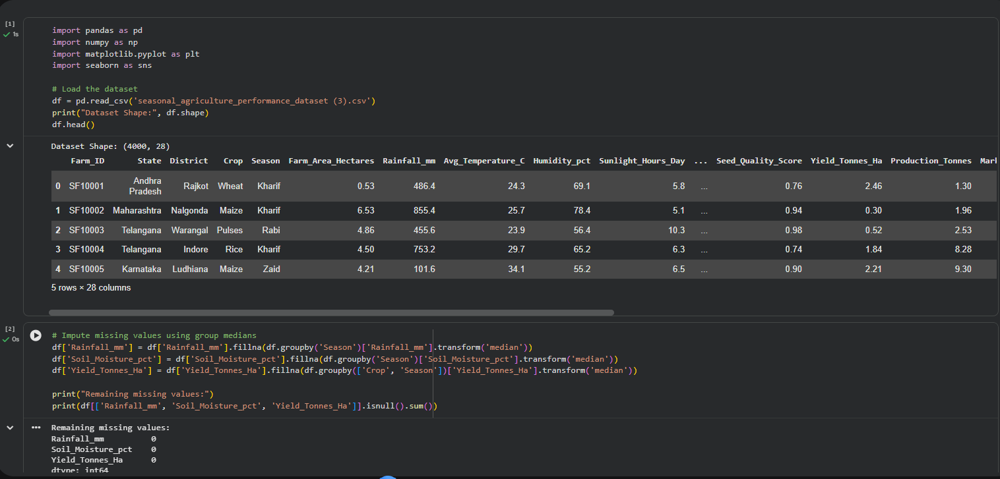 [1]
1s
import pandas as pd
import numpy as np
import matplotlib.pyplot as plt
import seaborn as sns
# Load the dataset
df = pd.read_csv('seasonal_agriculture_performance_dataset (3).csv')
print("Dataset Shape:", df.shape)
df.head()
Dataset Shape: (4000, 28)
Farm_ID State District Crop Season Farm_Area_Hectares Rainfall_mm Avg_Temperature_C Humidity_pct Sunlight_Hours_Day ... Seed_Quality_Score Yield_Tonnes_Ha Production_Tonnes Mark
0 SF10001 Andhra Pradesh Rajkot Wheat Kharif 0.53 486.4 24.3 69.1 5.8 ... 0.76 2.46 1.30
1 SF10002 Maharashtra Nalgonda Maize Kharif 6.53 855.4 25.7 78.4 5.1 ... 0.94 0.30 1.96
2 SF10003 Telangana Warangal Pulses Rabi 4.86 455.6 23.9 56.4 10.3 ... 0.98 0.52 2.53
3 SF10004 Telangana Indore Rice Kharif 4.50 753.2 29.7 65.2 6.3 ... 0.74 1.84 8.28
4 SF10005 Karnataka Ludhiana Maize Zaid 4.21 101.6 34.1 55.2 6.5 ... 0.90 2.21 9.30
5 rows × 28 columns
[2]
0s
# Impute missing values using group medians
df['Rainfall_mm'] = df['Rainfall_mm'].fillna(df.groupby('Season')['Rainfall_mm'].transform('median'))
df['Soil_Moisture_pct'] = df['Soil_Moisture_pct'].fillna(df.groupby('Season')['Soil_Moisture_pct'].transform('median'))
df['Yield_Tonnes_Ha'] = df['Yield_Tonnes_Ha'].fillna(df.groupby(['Crop', 'Season'])['Yield_Tonnes_Ha'].transform('median'))
print("Remaining missing values:")
print(df[['Rainfall_mm', 'Soil_Moisture_pct', 'Yield_Tonnes_Ha']].isnull().sum())
Remaining missing values:
Rainfall_mm 0
Soil_Moisture_pct 0
Yield_Tonnes_Ha 0
dtype: int64